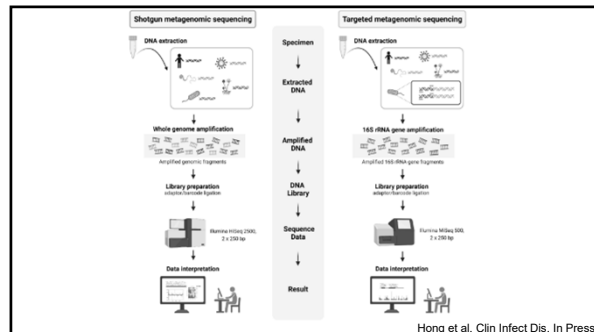 Shotgun metagenomic sequencing
DNA extraction
Whole genome amplification
Amplified genomic fragments
Library preparation
adaptor/barcode ligation
Illumina HiSeq 2500,
2 x 250 bp
Data interpretation
Specimen
Extracted
DNA
Amplified
DNA
DNA
Library
Sequence
Data
Result
Targeted metagenomic sequencing
DNA extraction
16S rRNA gene amplification
Amplified 16S rRNA gene fragments
Library preparation
adaptor/barcode ligation
Illumina MiSeq 500,
2 x 250 bp
Data interpretation
Hong et al, Clin Infect Dis, In Press